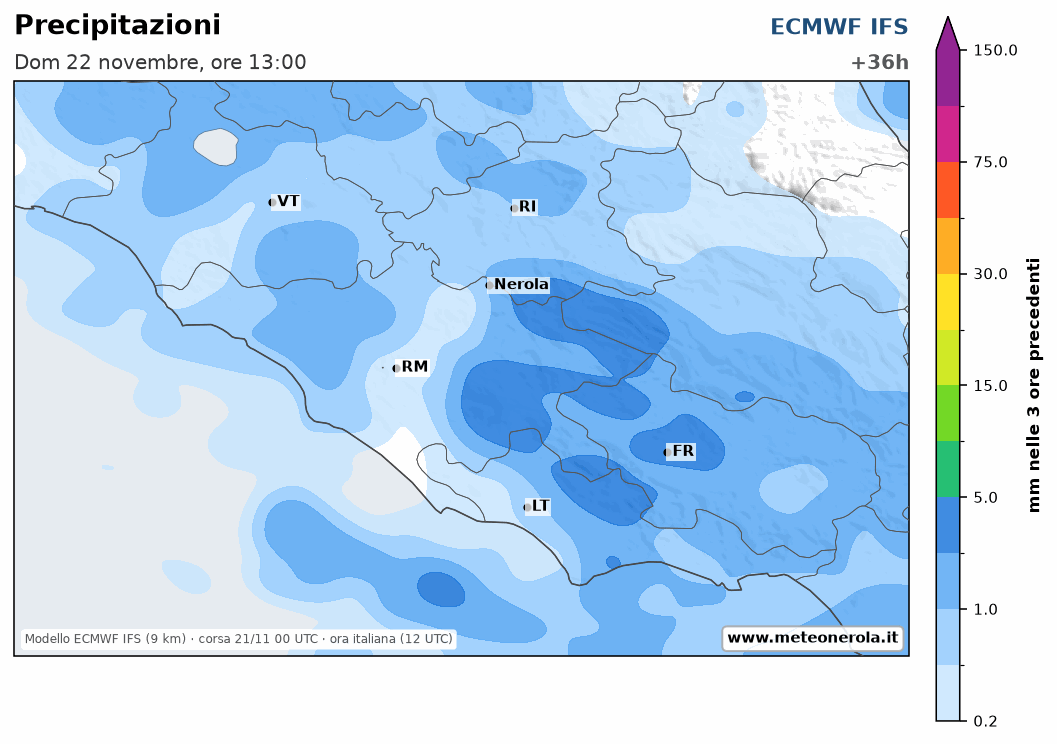 Precipitazioni
ECMWF IFS
Dom 22 novembre, ore 13:00
+36h
150.0
75.0
30.0
15.0
5.0
1.0
0.2
mm nelle 3 ore precedenti
VT
RI
Nerola
RM
FR
LT
Modello ECMWF IFS (9 km) · corsa 21/11 00 UTC · ora italiana (12 UTC)
www.meteonerola.it